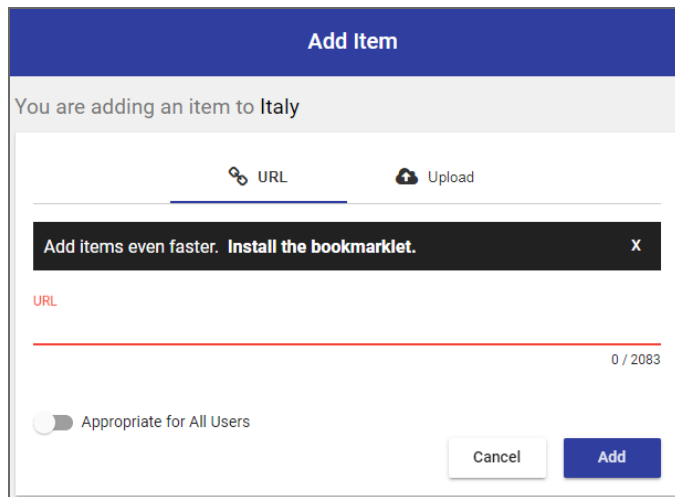 Add Item
You are adding an item to Italy
URL
Upload
Add items even faster. Install the bookmarklet. X
URL
0 / 2083
Appropriate for All Users
Cancel
Add